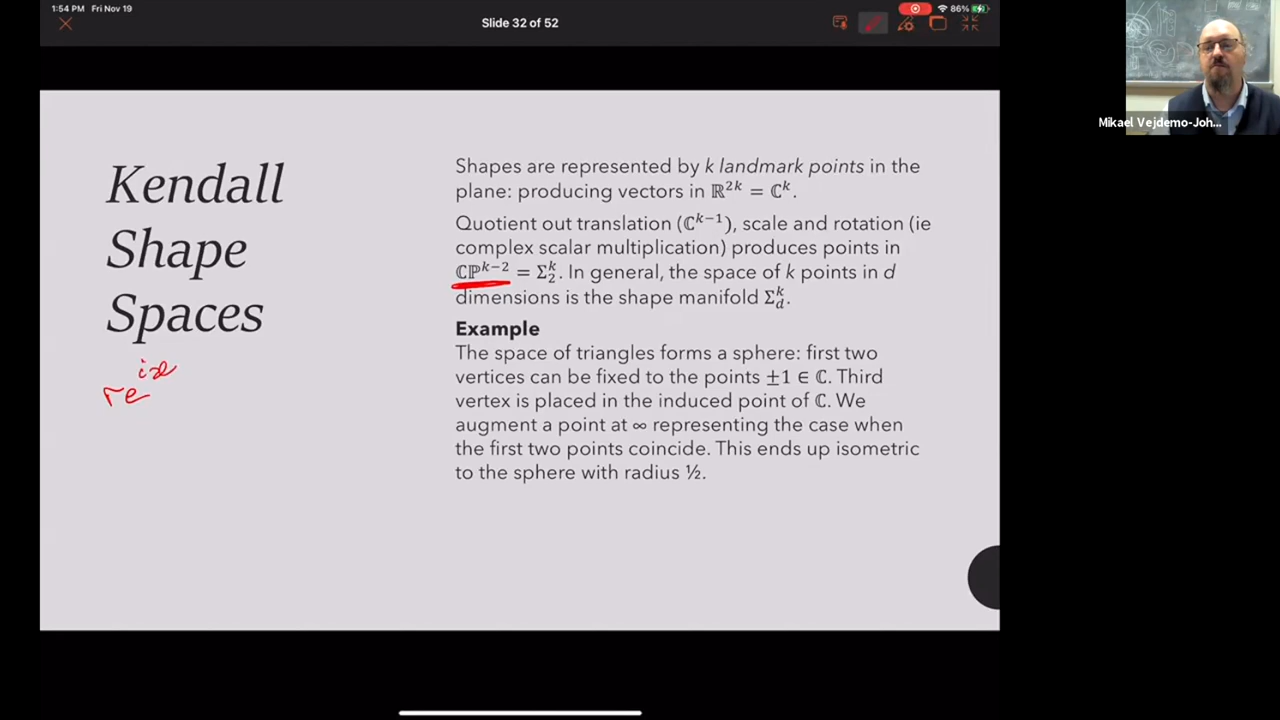 1:54 PM Fri Nov 19
86%
Slide 32 of 52
Mikael Vejdemo-Joh...
Kendall
Shape
Spaces
re^{ix}
Shapes are represented by k landmark points in the
plane: producing vectors in ℝ^{2k} = ℂ^k.
Quotient out translation (ℂ^{k−1}), scale and rotation (ie
complex scalar multiplication) produces points in
ℂℙ^{k−2} = Σ_2^k. In general, the space of k points in d
dimensions is the shape manifold Σ_d^k.
Example
The space of triangles forms a sphere: first two
vertices can be fixed to the points ±1 ∈ ℂ. Third
vertex is placed in the induced point of ℂ. We
augment a point at ∞ representing the case when
the first two points coincide. This ends up isometric
to the sphere with radius ½.